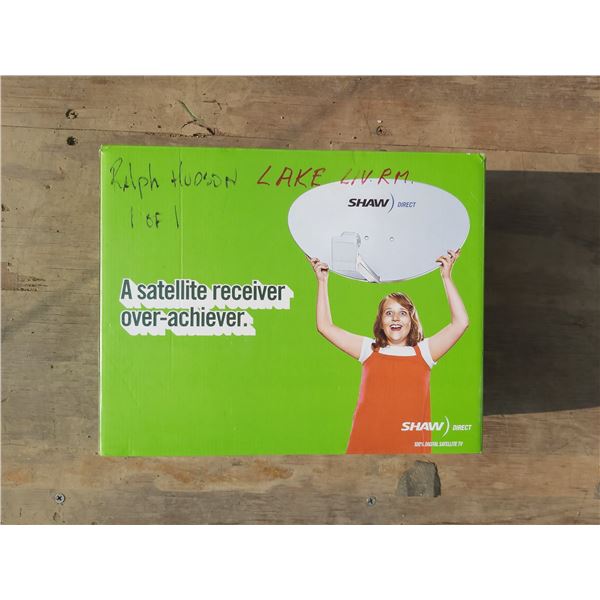 Ralph HUDSON LAKE LIV. RM.
1 OF 1
SHAW) DIRECT
A satellite receiver
over-achiever.
SHAW) DIRECT
100% DIGITAL SATELLITE TV